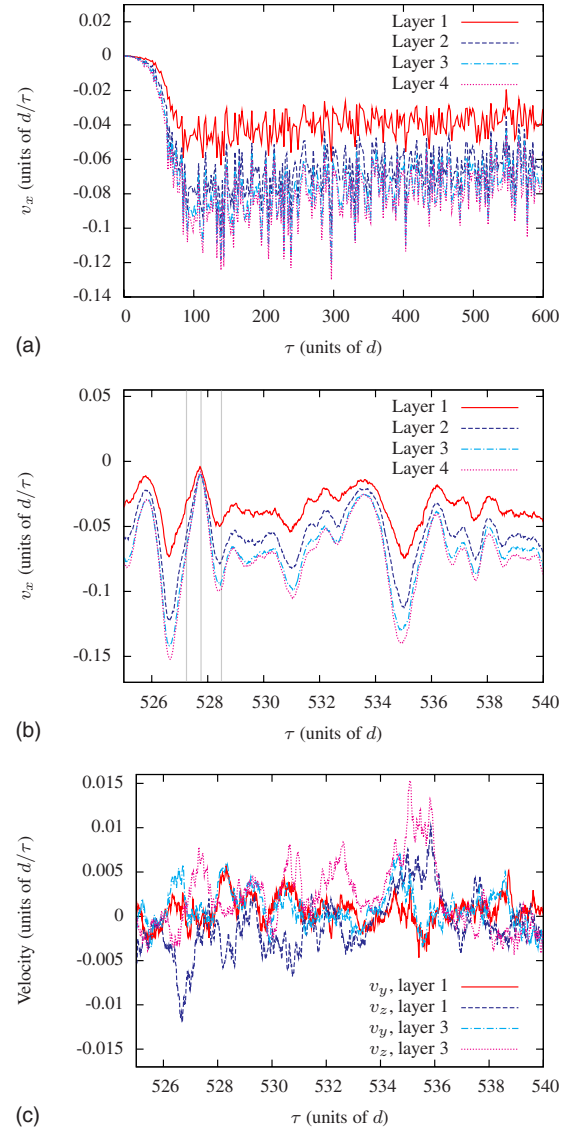 0.02
0
-0.02
-0.04
-0.06
-0.08
-0.1
-0.12
-0.14
v_x (units of d/τ)
Layer 1
Layer 2
Layer 3
Layer 4
0 100 200 300 400 500 600
(a) τ (units of d)
0.05
0
-0.05
-0.1
-0.15
v_x (units of d/τ)
Layer 1
Layer 2
Layer 3
Layer 4
526 528 530 532 534 536 538 540
(b) τ (units of d)
0.015
0.01
0.005
0
-0.005
-0.01
-0.015
Velocity (units of d/τ)
v_y, layer 1
v_z, layer 1
v_y, layer 3
v_z, layer 3
526 528 530 532 534 536 538 540
(c) τ (units of d)